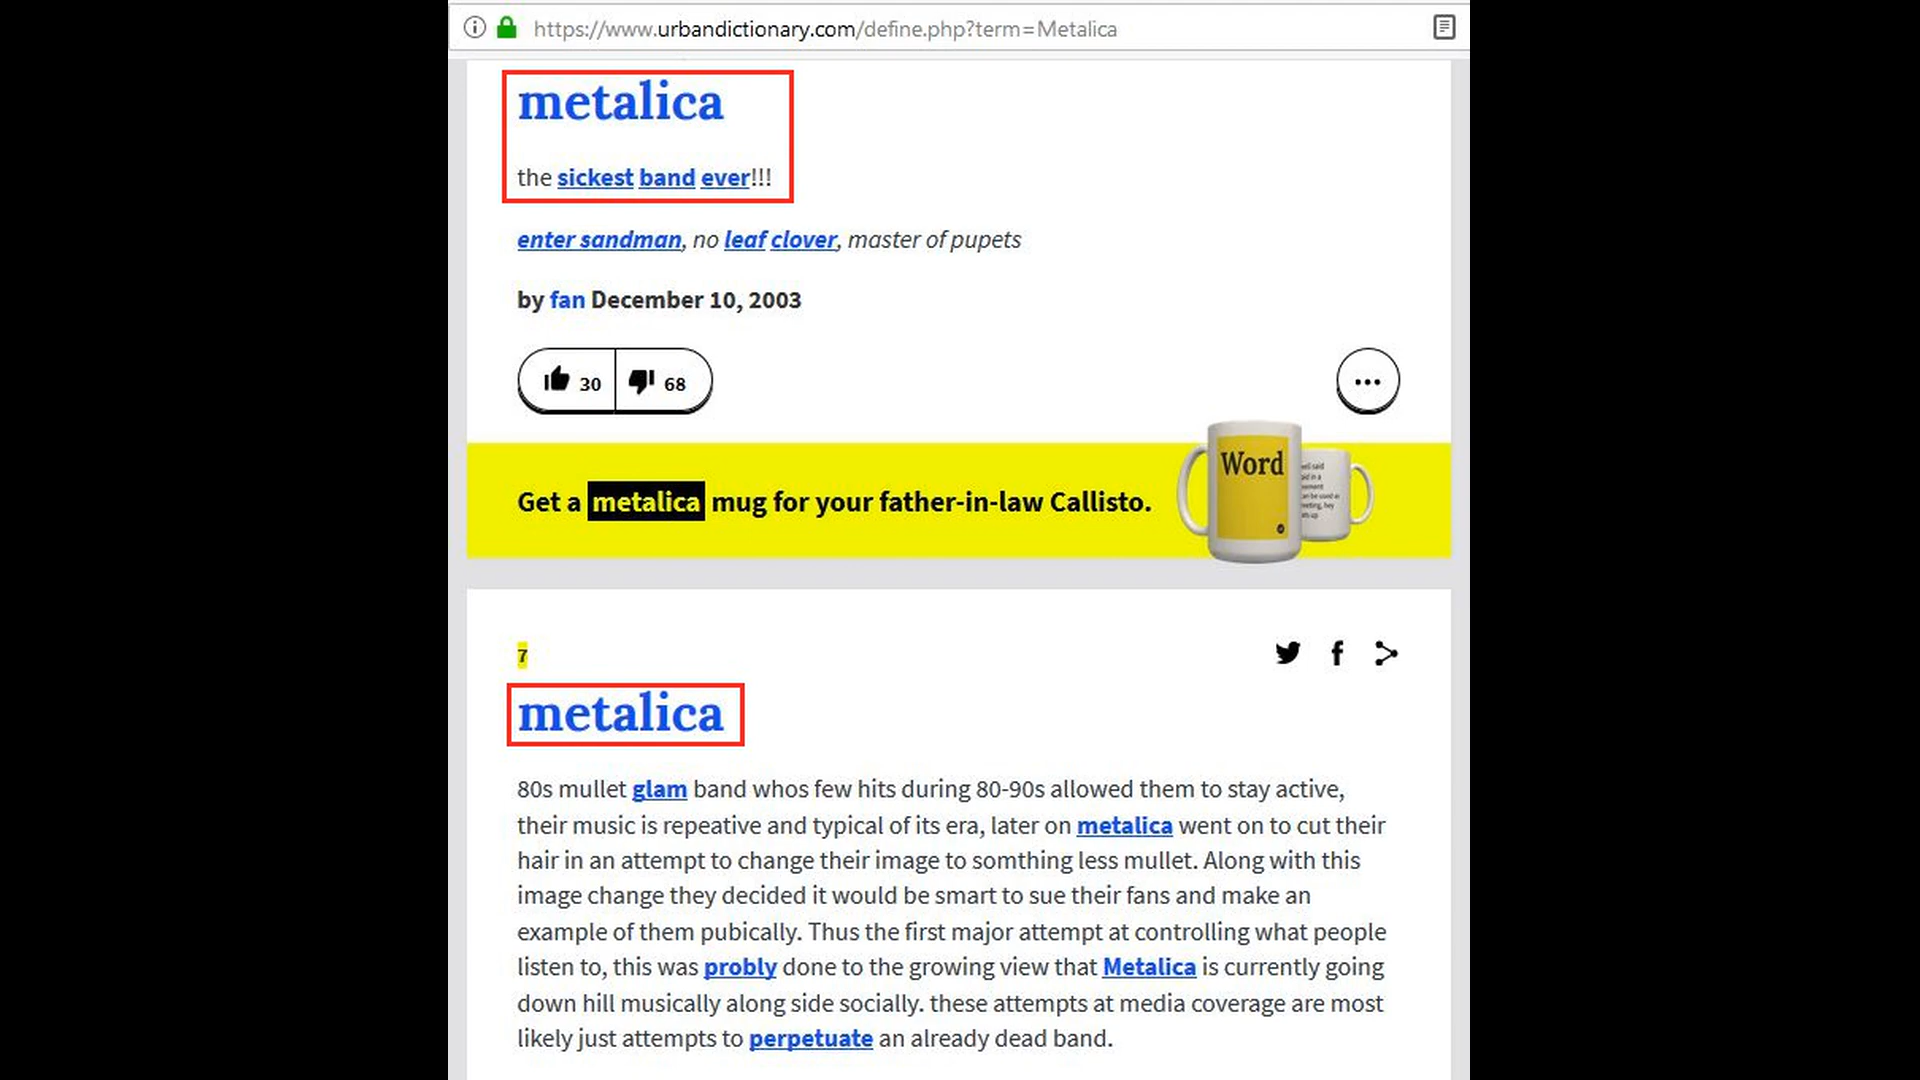 https://www.urbandictionary.com/define.php?term=Metalica
metalica
the sickest band ever!!!
enter sandman, no leaf clover, master of pupets
by fan December 10, 2003
30 68
Get a metalica mug for your father-in-law Callisto.
Word
7
metalica
80s mullet glam band whos few hits during 80-90s allowed them to stay active,
their music is repeative and typical of its era, later on metalica went on to cut their
hair in an attempt to change their image to somthing less mullet. Along with this
image change they decided it would be smart to sue their fans and make an
example of them pubically. Thus the first major attempt at controlling what people
listen to, this was probly done to the growing view that Metalica is currently going
down hill musically along side socially. these attempts at media coverage are most
likely just attempts to perpetuate an already dead band.